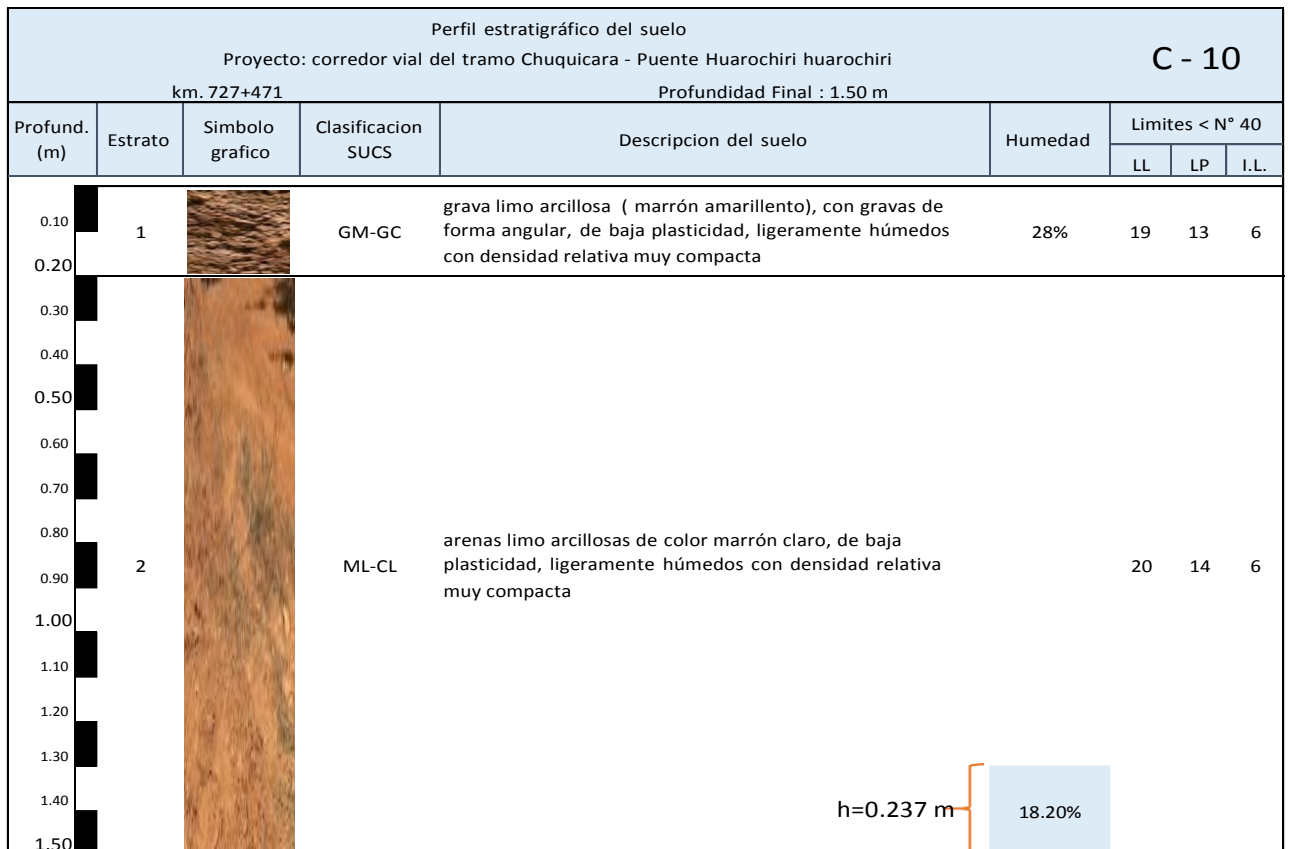 Perfil estratigráfico del suelo
Proyecto: corredor vial del tramo Chuquicara - Puente Huarochiri huarochiri
C - 10
km. 727+471 Profundidad Final : 1.50 m
Profund. (m) Estrato Simbolo grafico Clasificacion SUCS Descripcion del suelo Humedad Limites < N° 40
LL LP I.L.
0.10
1 GM-GC
grava limo arcillosa ( marrón amarillento), con gravas de
forma angular, de baja plasticidad, ligeramente húmedos
con densidad relativa muy compacta
28% 19 13 6
0.20
0.30
0.40
0.50
0.60
0.70
0.80
0.90
2 ML-CL
arenas limo arcillosas de color marrón claro, de baja
plasticidad, ligeramente húmedos con densidad relativa
muy compacta
20 14 6
1.00
1.10
1.20
1.30
1.40
h=0.237 m 18.20%
1.50